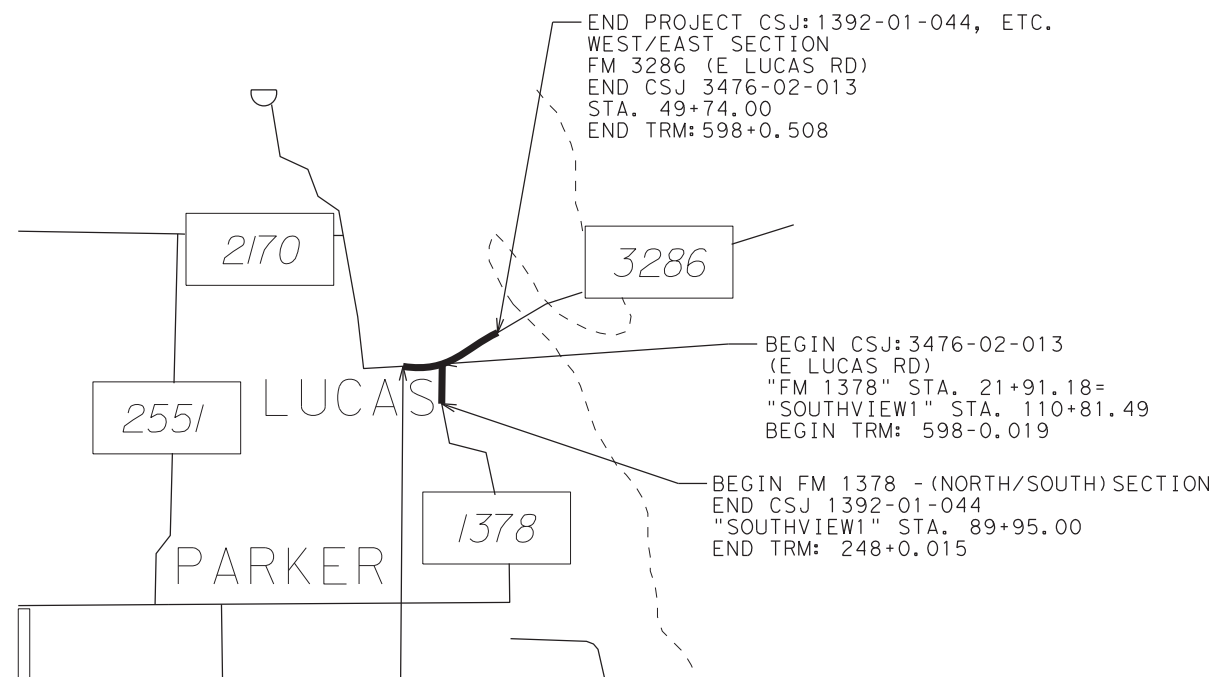 END PROJECT CSJ:1392-01-044, ETC.
WEST/EAST SECTION
FM 3286 (E LUCAS RD)
END CSJ 3476-02-013
STA. 49+74.00
END TRM:598+0.508
2170
3286
BEGIN CSJ:3476-02-013
(E LUCAS RD)
"FM 1378" STA. 21+91.18=
"SOUTHVIEW1" STA. 110+81.49
BEGIN TRM: 598-0.019
LUCAS
2551
BEGIN FM 1378 -(NORTH/SOUTH)SECTION
END CSJ 1392-01-044
"SOUTHVIEW1" STA. 89+95.00
END TRM: 248+0.015
1378
PARKER